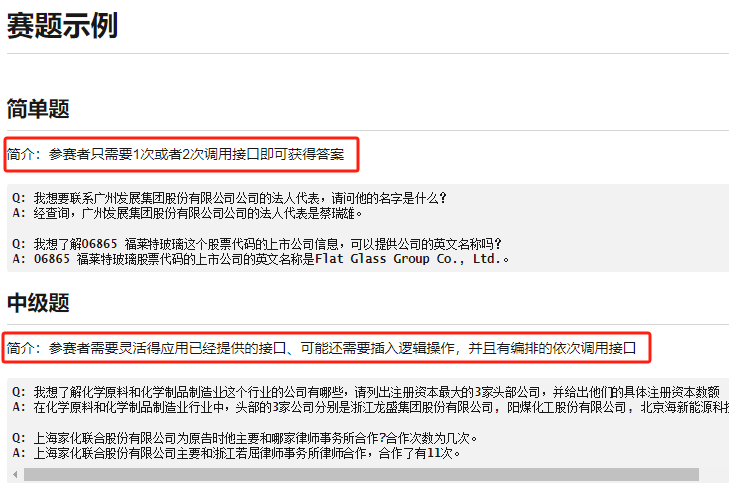 赛题示例
简单题
简介：参赛者只需要1次或者2次调用接口即可获得答案
Q: 我想要联系广州发展集团股份有限公司公司的法人代表，请问他的名字是什么？
A: 经查询，广州发展集团股份有限公司公司的法人代表是蔡瑞雄。
Q: 我想了解06865 福莱特玻璃这个股票代码的上市公司信息，可以提供公司的英文名称吗？
A: 06865 福莱特玻璃股票代码的上市公司的英文名称是Flat Glass Group Co., Ltd.。
中级题
简介：参赛者需要灵活得应用已经提供的接口、可能还需要插入逻辑操作，并且有编排的依次调用接口
Q: 我想了解化学原料和化学制品制造业这个行业的公司有哪些，请列出注册资本最大的3家头部公司，并给出他们的具体注册资本数额
A: 在化学原料和化学制品制造业行业中，头部的3家公司分别是浙江龙盛集团股份有限公司, 阳煤化工股份有限公司, 北京海新能源科
Q: 上海家化联合股份有限公司为原告时他主要和哪家律师事务所合作?合作次数为几次。
A: 上海家化联合股份有限公司主要和浙江若屈律师事务所律师合作，合作了有11次。